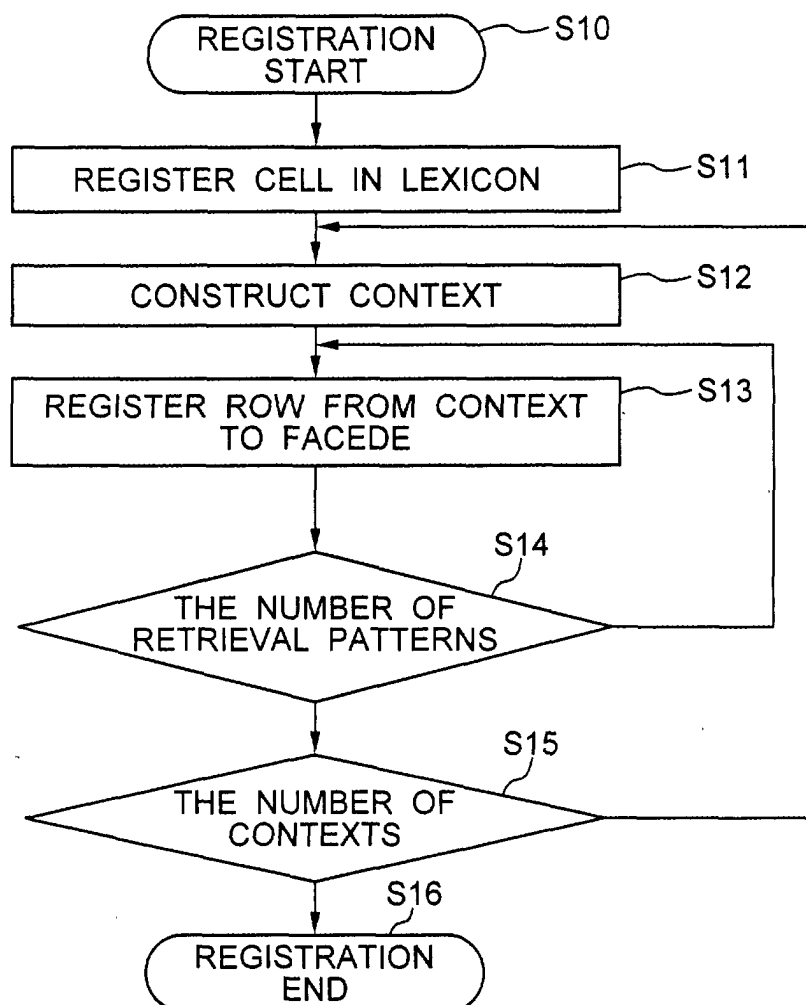 REGISTRATION
START
S10
REGISTER CELL IN LEXICON
S11
CONSTRUCT CONTEXT
S12
REGISTER ROW FROM CONTEXT
TO FACEDE
S13
S14
THE NUMBER OF
RETRIEVAL PATTERNS
S15
THE NUMBER OF
CONTEXTS
S16
REGISTRATION
END